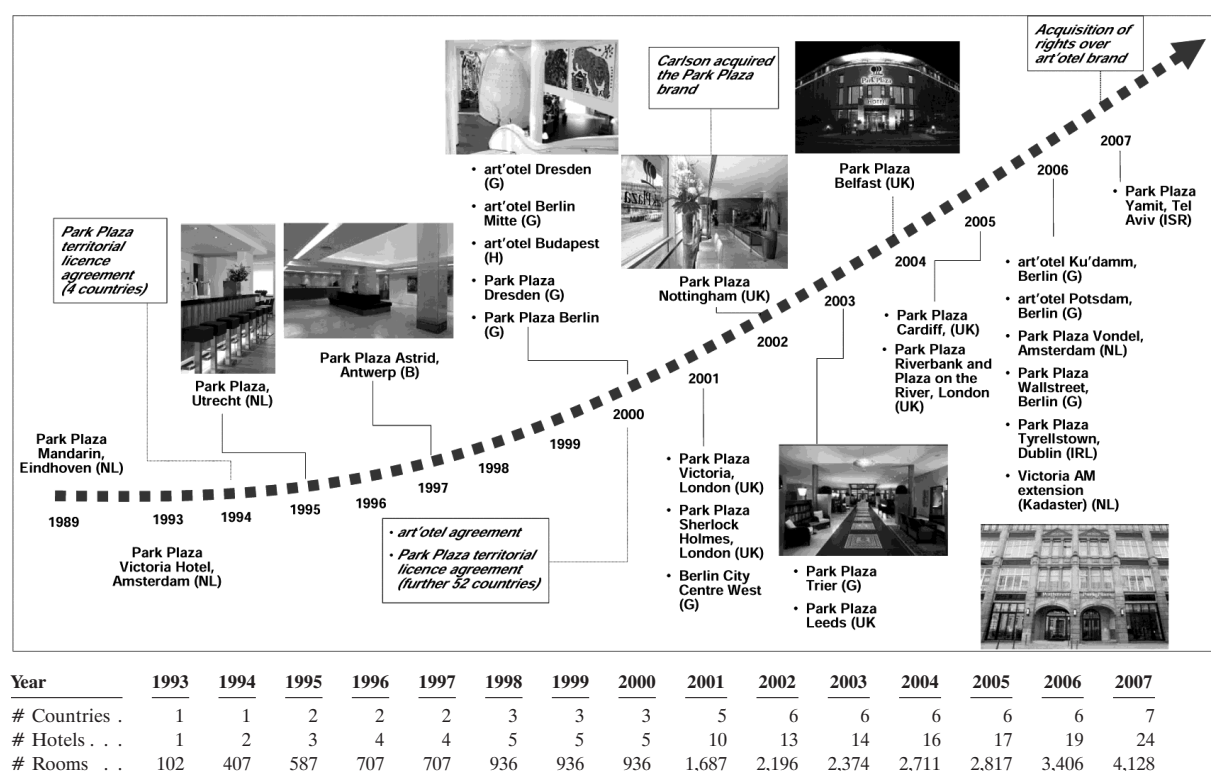 Acquisition of
rights over
art'otel brand
Carlson acquired
the Park Plaza
brand
Park Plaza
HOTEL
2007
• art'otel Dresden
(G)
• art'otel Berlin
Mitte (G)
• art'otel Budapest
(H)
• Park Plaza
Dresden (G)
• Park Plaza Berlin
(G)
Park Plaza
Belfast (UK)
2006
• Park Plaza
Yamit, Tel
Aviv (ISR)
Park Plaza
territorial
licence
agreement
(4 countries)
2005
2004
• art'otel Ku'damm,
Berlin (G)
• art'otel Potsdam,
Berlin (G)
• Park Plaza Vondel,
Amsterdam (NL)
• Park Plaza
Wallstreet,
Berlin (G)
• Park Plaza
Tyrellstown,
Dublin (IRL)
• Victoria AM
extension
(Kadaster) (NL)
Park Plaza
Nottingham (UK)
2003
• Park Plaza
Cardiff, (UK)
• Park Plaza
Riverbank and
Plaza on the
River, London
(UK)
2002
Park Plaza Astrid,
Antwerp (B)
2001
Park Plaza,
Utrecht (NL)
2000
1999
Park Plaza
Mandarin,
Eindhoven (NL)
1998
1997
1996
1995
1994
1993
1989
• Park Plaza
Victoria,
London (UK)
• Park Plaza
Sherlock
Holmes,
London (UK)
• Berlin City
Centre West
(G)
• art'otel agreement
• Park Plaza territorial
licence agreement
(further 52 countries)
Park Plaza
Victoria Hotel,
Amsterdam (NL)
• Park Plaza
Trier (G)
• Park Plaza
Leeds (UK
Year 1993 1994 1995 1996 1997 1998 1999 2000 2001 2002 2003 2004 2005 2006 2007
# Countries . 1 1 2 2 2 3 3 3 5 6 6 6 6 6 7
# Hotels . . . 1 2 3 4 4 5 5 5 10 13 14 16 17 19 24
# Rooms . . 102 407 587 707 707 936 936 936 1,687 2,196 2,374 2,711 2,817 3,406 4,128